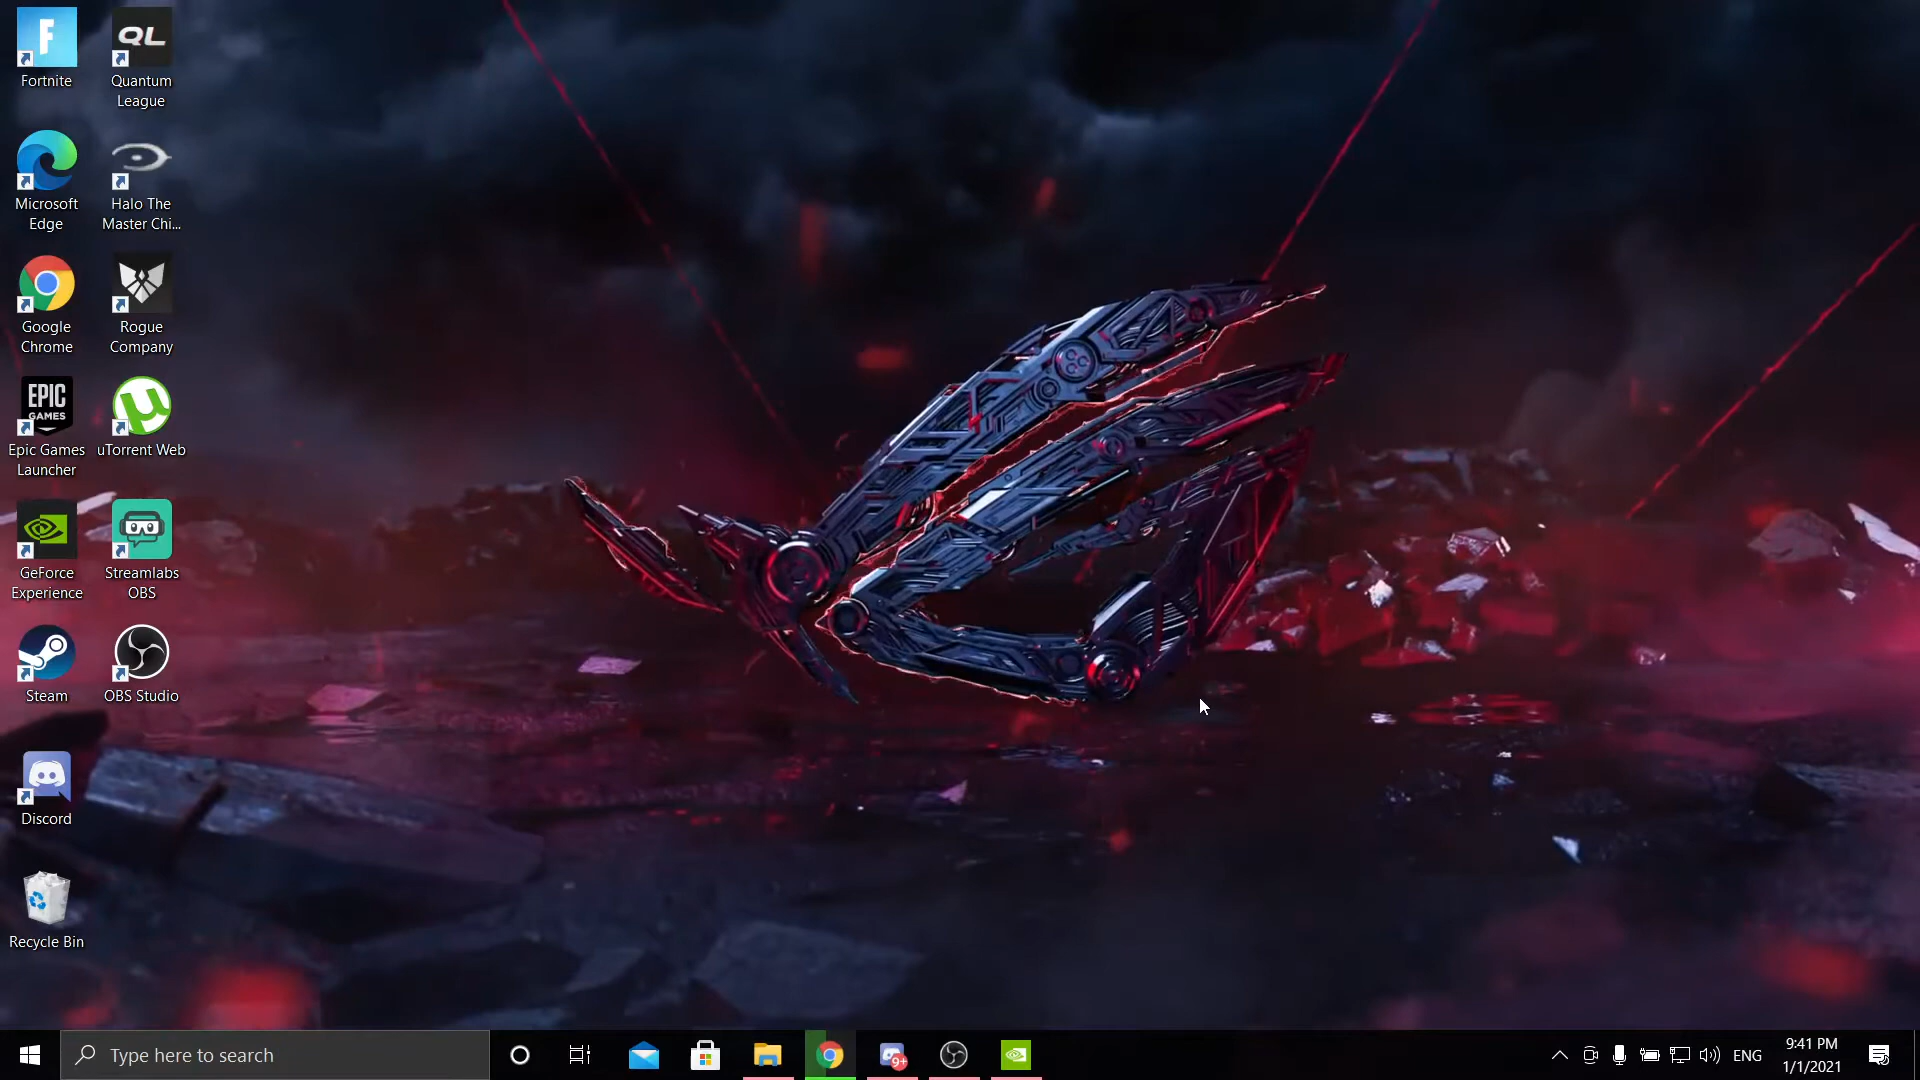 F
Fortnite
QL
Quantum
League
Microsoft
Edge
Halo The
Master Chi...
Google
Chrome
Rogue
Company
EPIC
GAMES
Epic Games
Launcher
µ
uTorrent Web
GeForce
Experience
Streamlabs
OBS
Steam
OBS Studio
Discord
Recycle Bin
Type here to search
9+
ENG
9:41 PM
1/1/2021